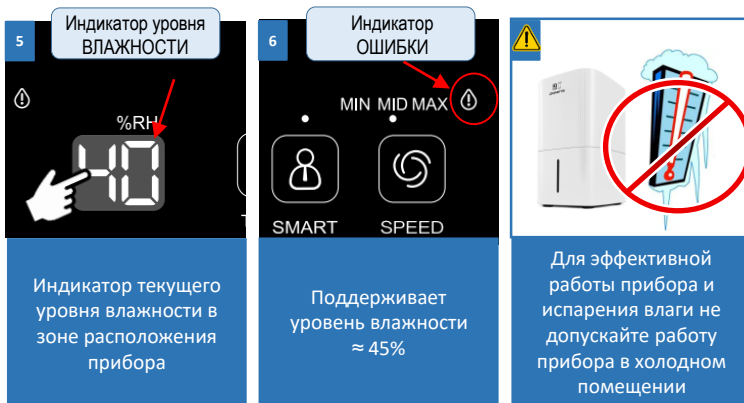 5
Индикатор уровня
ВЛАЖНОСТИ
%RH
40
Индикатор текущего
уровня влажности в
зоне расположения
прибора
6
Индикатор
ОШИБКИ
MIN MID MAX
SMART
SPEED
Поддерживает
уровень влажности
≈ 45%
Для эффективной
работы прибора и
испарения влаги не
допускайте работу
прибора в холодном
помещении